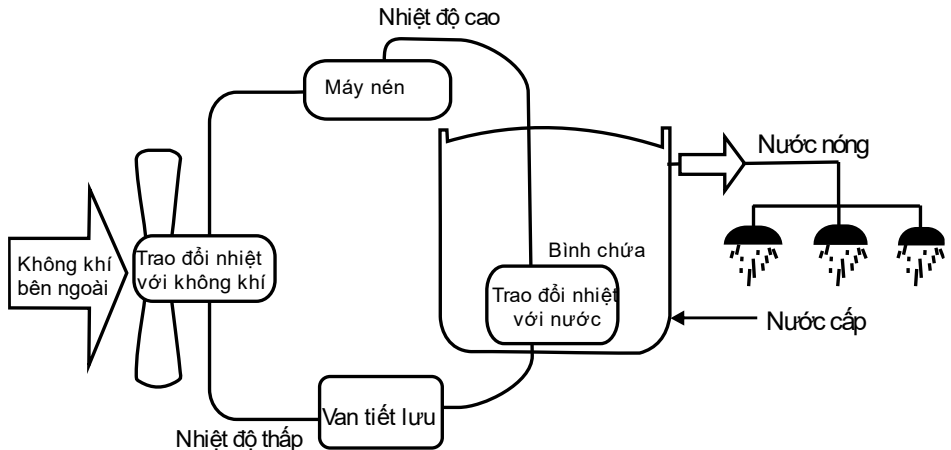 Nhiệt độ cao
Máy nén
Nước nóng
Không khí
bên ngoài
Trao đổi nhiệt
với không khí
Bình chứa
Trao đổi nhiệt
với nước
Nước cấp
Van tiết lưu
Nhiệt độ thấp